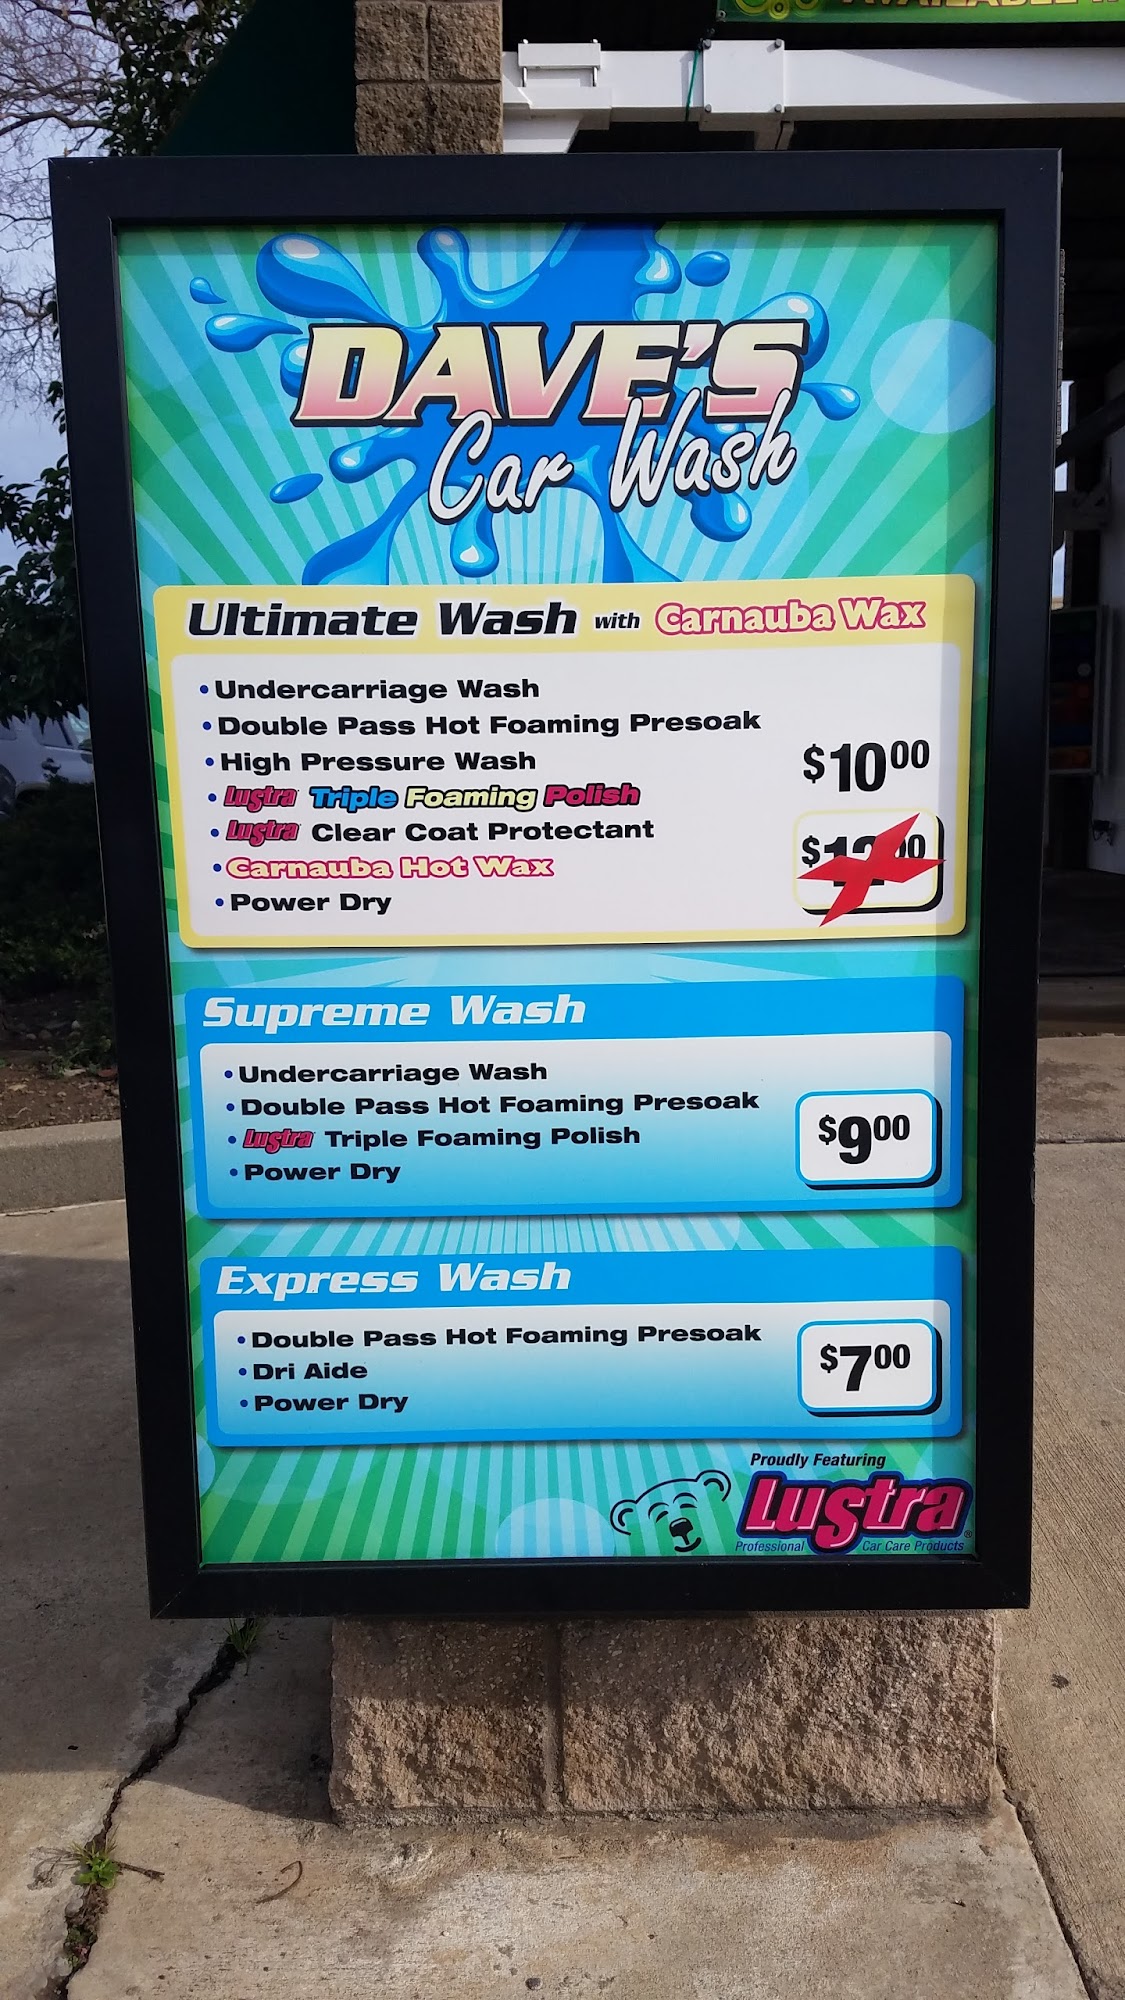 DAVE'S
Car Wash
Ultimate Wash with Carnauba Wax
• Undercarriage Wash
• Double Pass Hot Foaming Presoak
• High Pressure Wash
• Lustra Triple Foaming Polish
• Lustra Clear Coat Protectant
• Carnauba Hot Wax
• Power Dry
$10.00
Supreme Wash
• Undercarriage Wash
• Double Pass Hot Foaming Presoak
• Lustra Triple Foaming Polish
• Power Dry
$9.00
Express Wash
• Double Pass Hot Foaming Presoak
• Dri Aide
• Power Dry
$7.00
Proudly Featuring
Lustra®
Professional Car Care Products